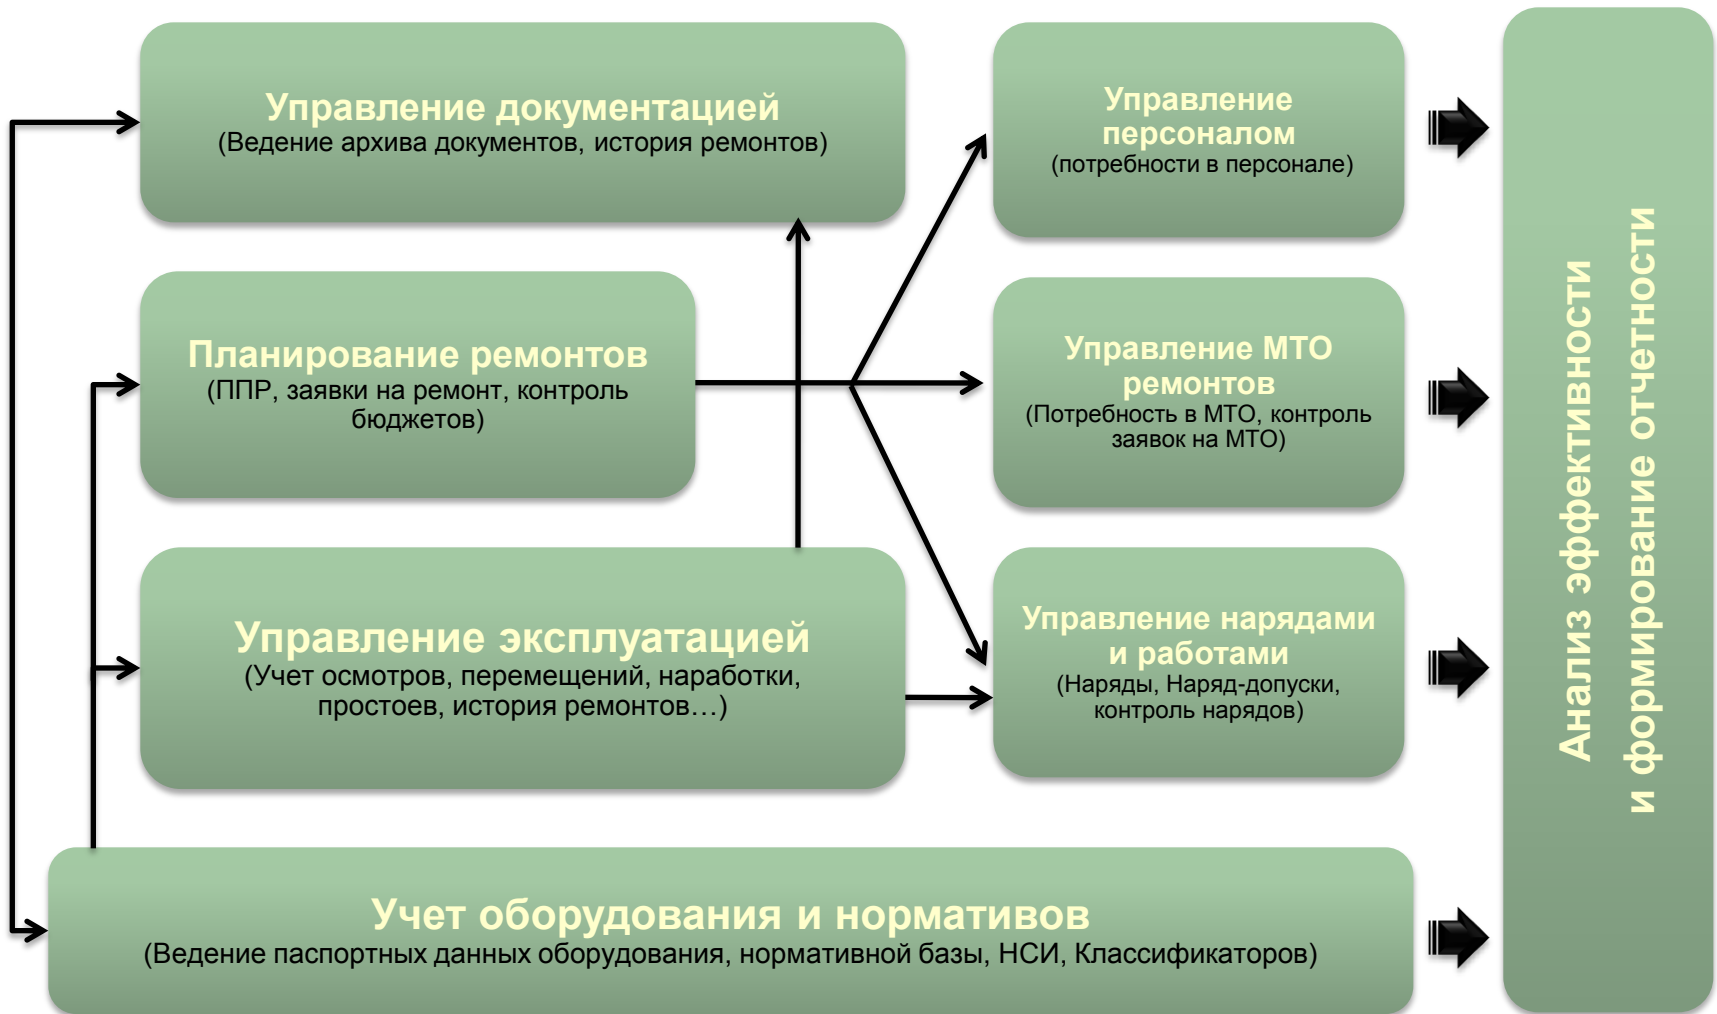 Управление документацией
(Ведение архива документов, история ремонтов)
Управление
персоналом
(потребности в персонале)
Планирование ремонтов
(ППР, заявки на ремонт, контроль
бюджетов)
Управление МТО
ремонтов
(Потребность в МТО, контроль
заявок на МТО)
Управление эксплуатацией
(Учет осмотров, перемещений, наработки,
простоев, история ремонтов…)
Управление нарядами
и работами
(Наряды, Наряд-допуски,
контроль нарядов)
Учет оборудования и нормативов
(Ведение паспортных данных оборудования, нормативной базы, НСИ, Классификаторов)
Анализ эффективности
и формирование отчетности